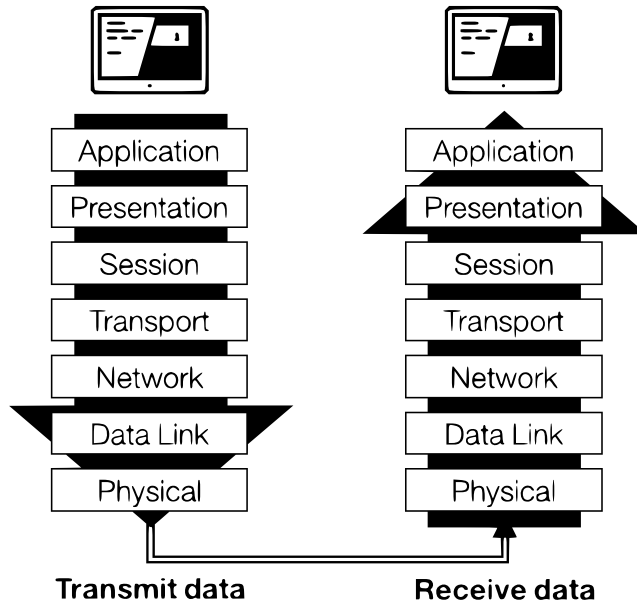 Application
Presentation
Session
Transport
Network
Data Link
Physical
Transmit data
Application
Presentation
Session
Transport
Network
Data Link
Physical
Receive data